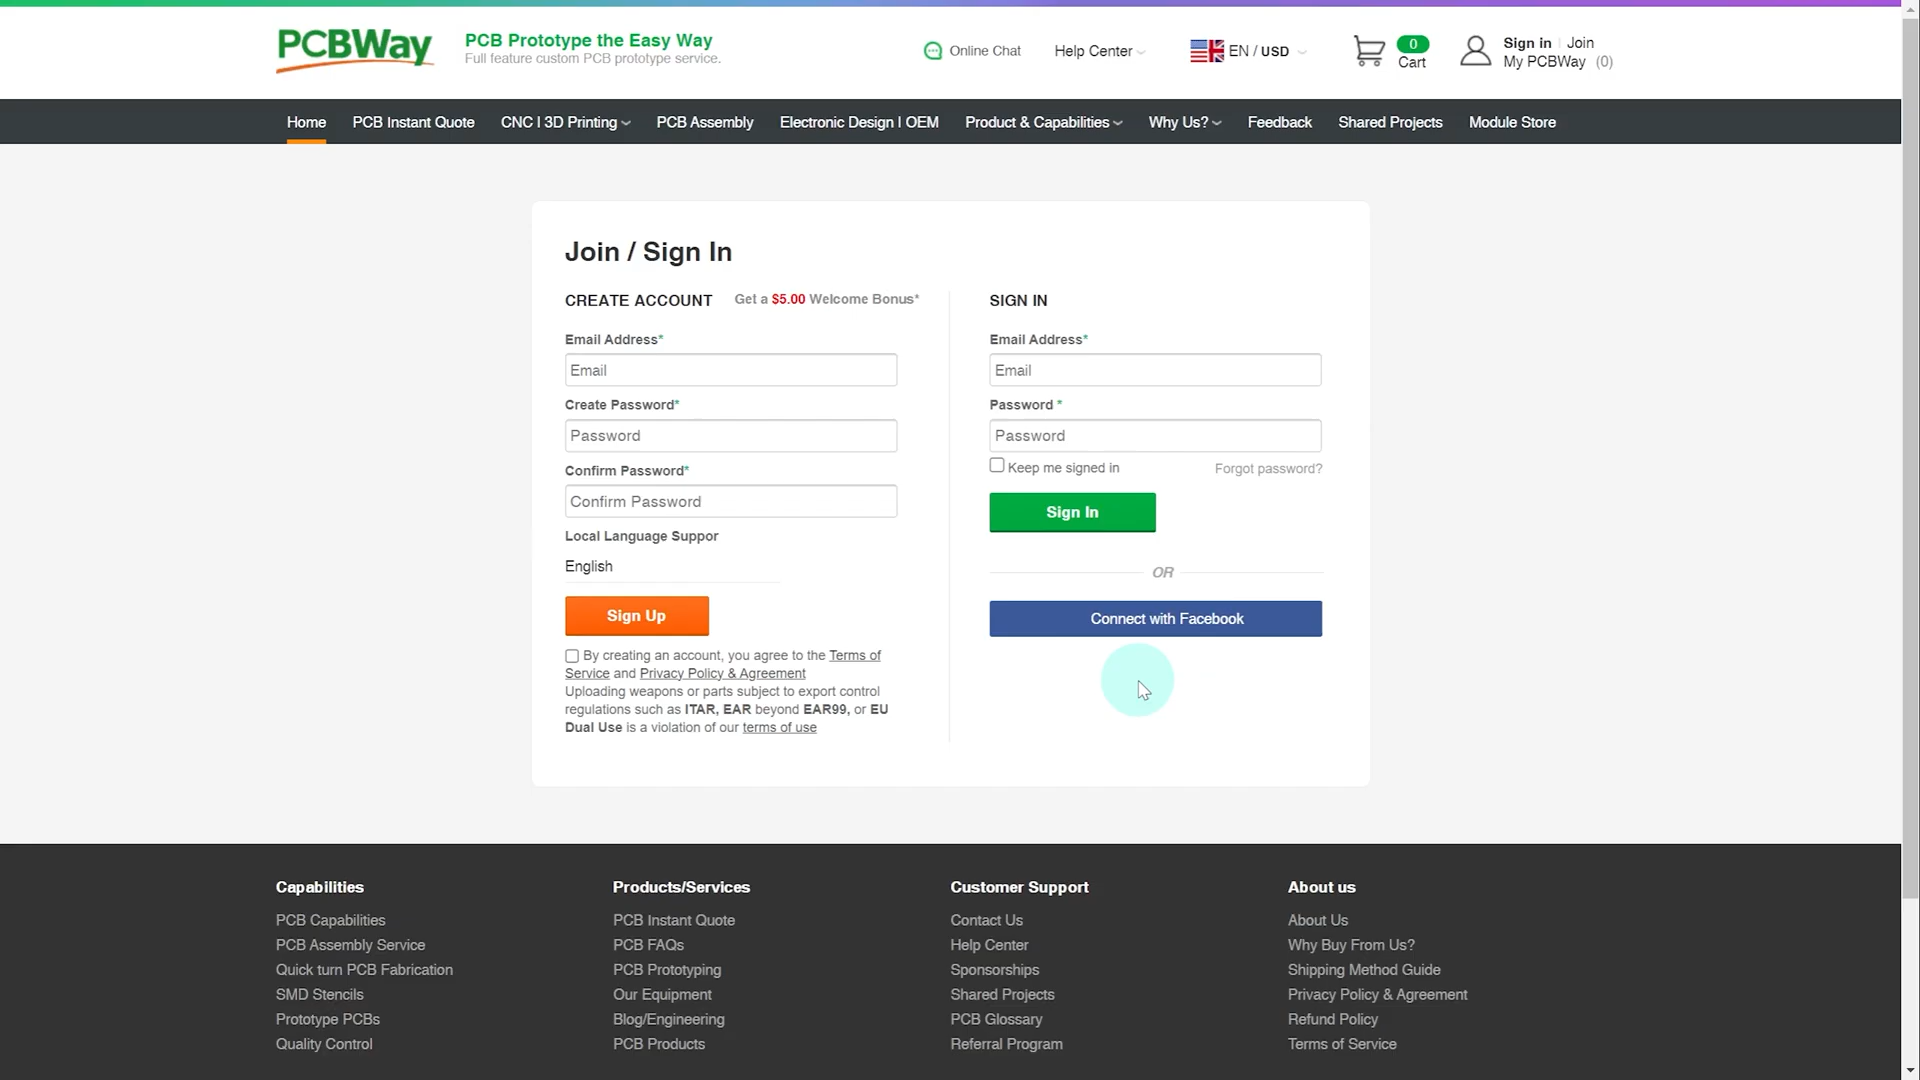 PCBWay
PCB Prototype the Easy Way
Full feature custom PCB prototype service.
Online Chat
Help Center
EN / USD
0
Cart
Sign in | Join
My PCBWay (0)
Home
PCB Instant Quote
CNC I 3D Printing
PCB Assembly
Electronic Design I OEM
Product & Capabilities
Why Us?
Feedback
Shared Projects
Module Store
Join / Sign In
CREATE ACCOUNT
Get a $5.00 Welcome Bonus*
Email Address*
Email
Create Password*
Password
Confirm Password*
Confirm Password
Local Language Suppor
English
Sign Up
By creating an account, you agree to the Terms of
Service and Privacy Policy & Agreement
Uploading weapons or parts subject to export control
regulations such as ITAR, EAR beyond EAR99, or EU
Dual Use is a violation of our terms of use
SIGN IN
Email Address*
Email
Password *
Password
Keep me signed in
Forgot password?
Sign In
OR
Connect with Facebook
Capabilities
PCB Capabilities
PCB Assembly Service
Quick turn PCB Fabrication
SMD Stencils
Prototype PCBs
Quality Control
Products/Services
PCB Instant Quote
PCB FAQs
PCB Prototyping
Our Equipment
Blog/Engineering
PCB Products
Customer Support
Contact Us
Help Center
Sponsorships
Shared Projects
PCB Glossary
Referral Program
About us
About Us
Why Buy From Us?
Shipping Method Guide
Privacy Policy & Agreement
Refund Policy
Terms of Service